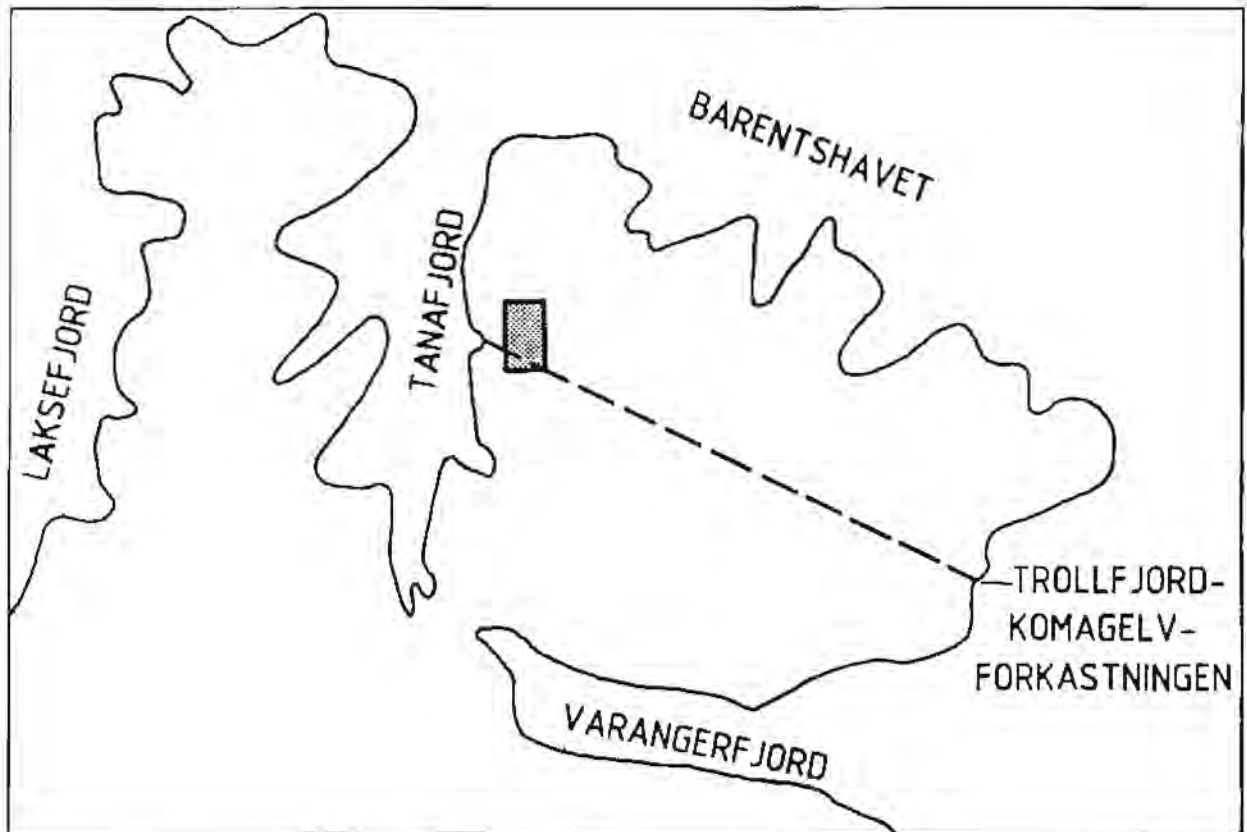 BARENTSHAVET
TANAFJORD
LAKSEFJORD
TROLLFJORD-
KOMAGELV-
FORKASTNINGEN
VARANGERFJORD